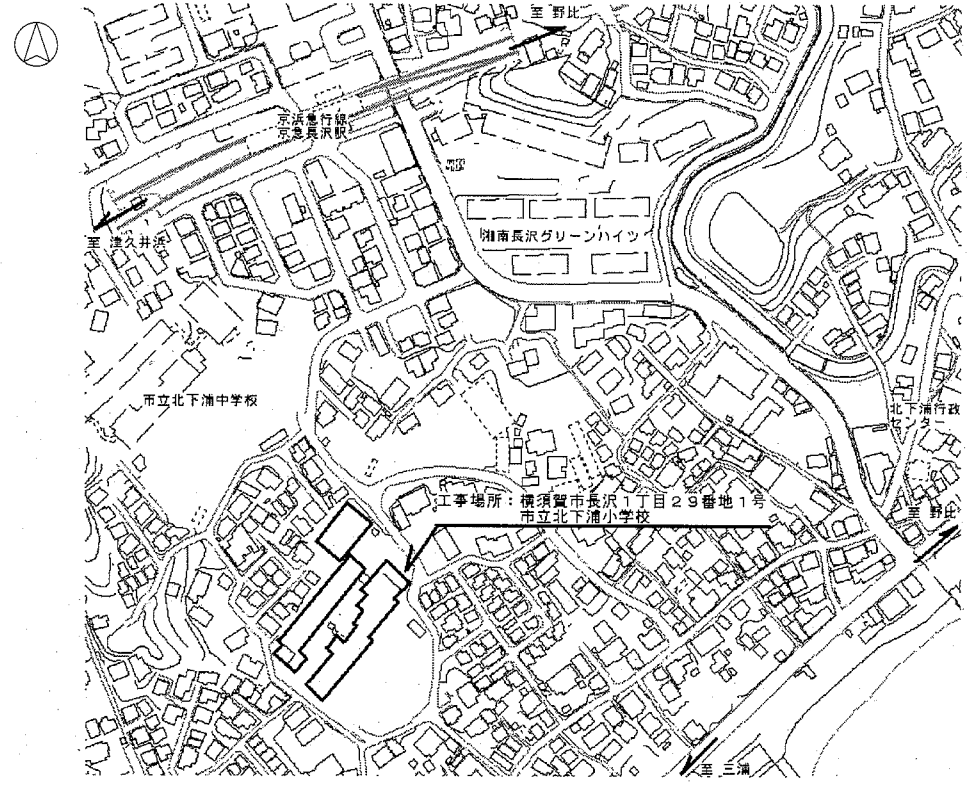 至 野比
京浜急行線
京急長沢駅
至 津久井浜
湘南長沢グリーンハイツ
市立北下浦中学校
北下浦行政
センター
工事場所：横須賀市長沢１丁目２９番地１号
市立北下浦小学校
至 野比
至 三浦